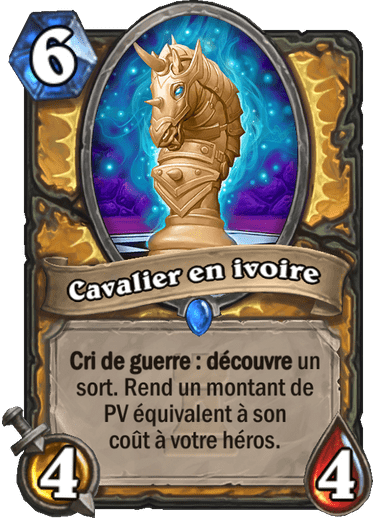 6
Cavalier en ivoire
Cri de guerre : découvre un
sort. Rend un montant de
PV équivalent à son
coût à votre héros.
4
4